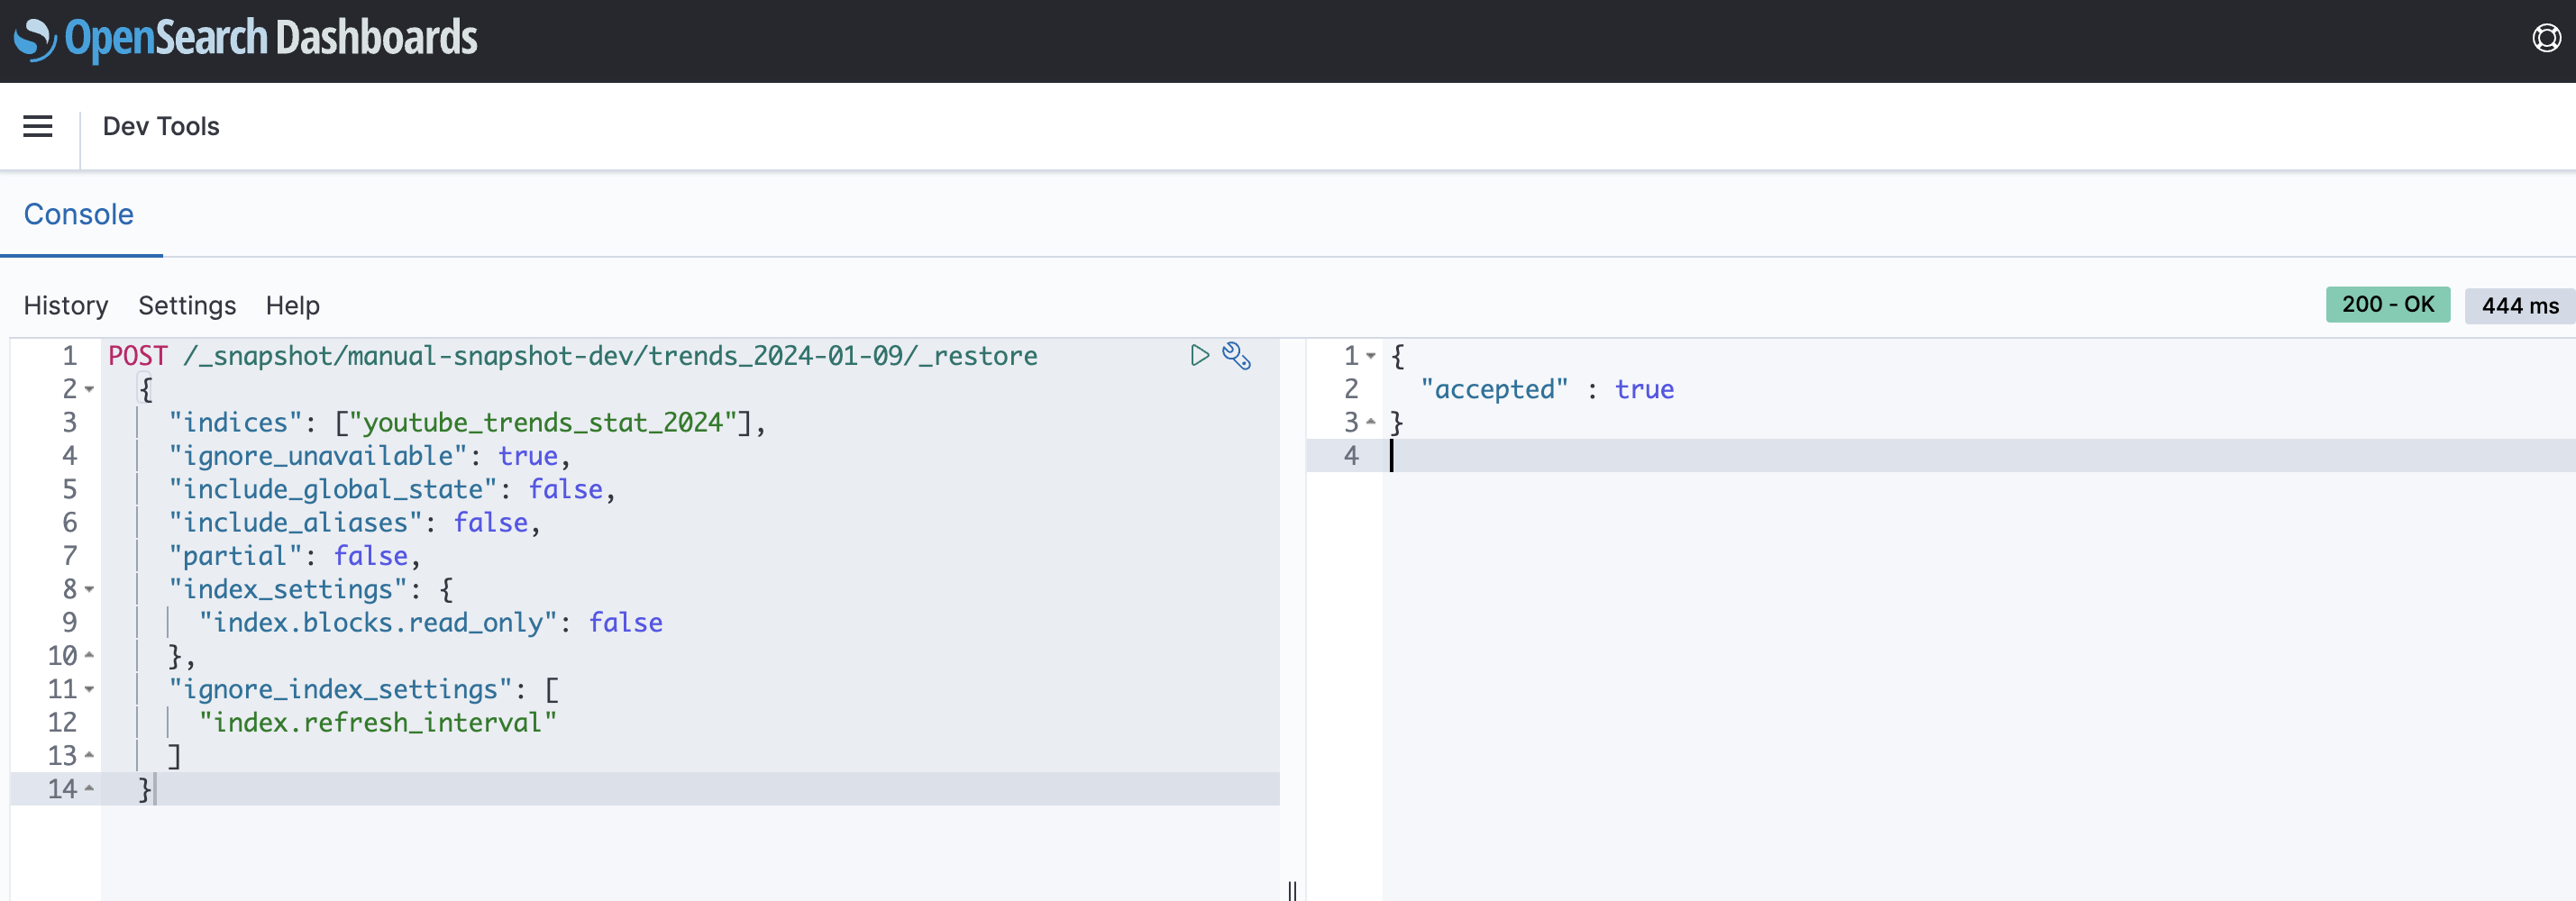 OpenSearch Dashboards
Dev Tools
Console
History Settings Help
200 - OK 444 ms
1 POST /_snapshot/manual-snapshot-dev/trends_2024-01-09/_restore
2 {
3 "indices": ["youtube_trends_stat_2024"],
4 "ignore_unavailable": true,
5 "include_global_state": false,
6 "include_aliases": false,
7 "partial": false,
8 "index_settings": {
9 "index.blocks.read_only": false
10 },
11 "ignore_index_settings": [
12 "index.refresh_interval"
13 ]
14 }
1 {
2 "accepted" : true
3 }
4